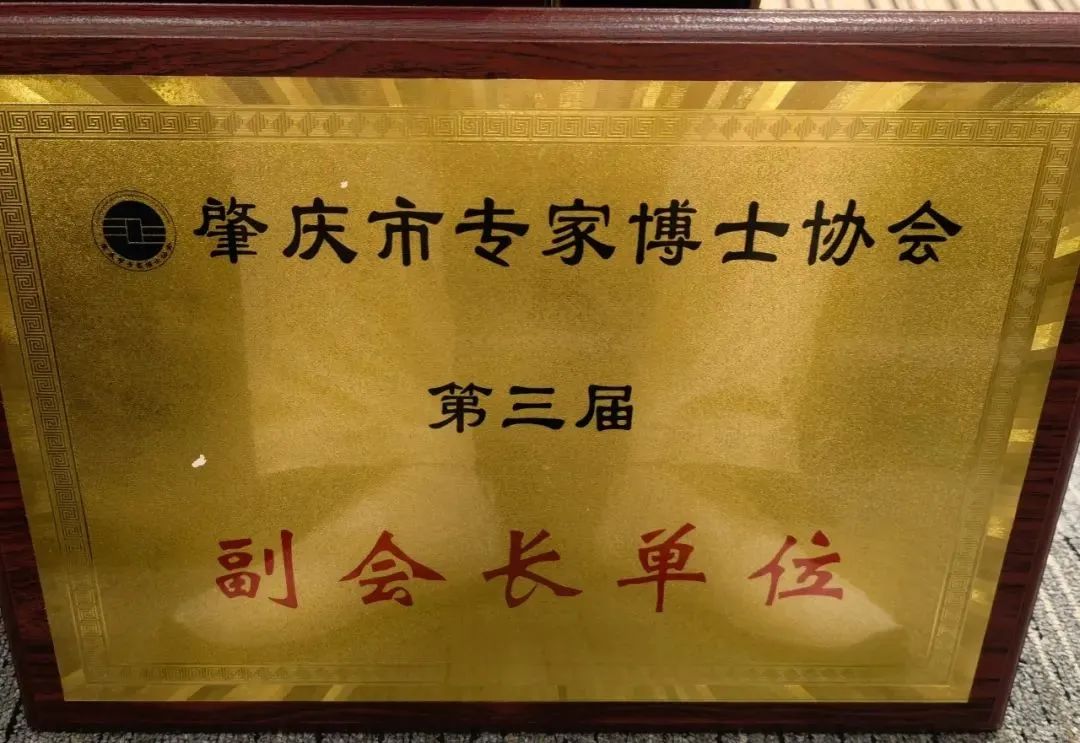 肇庆市专家博士协会
第三届
副会长单位